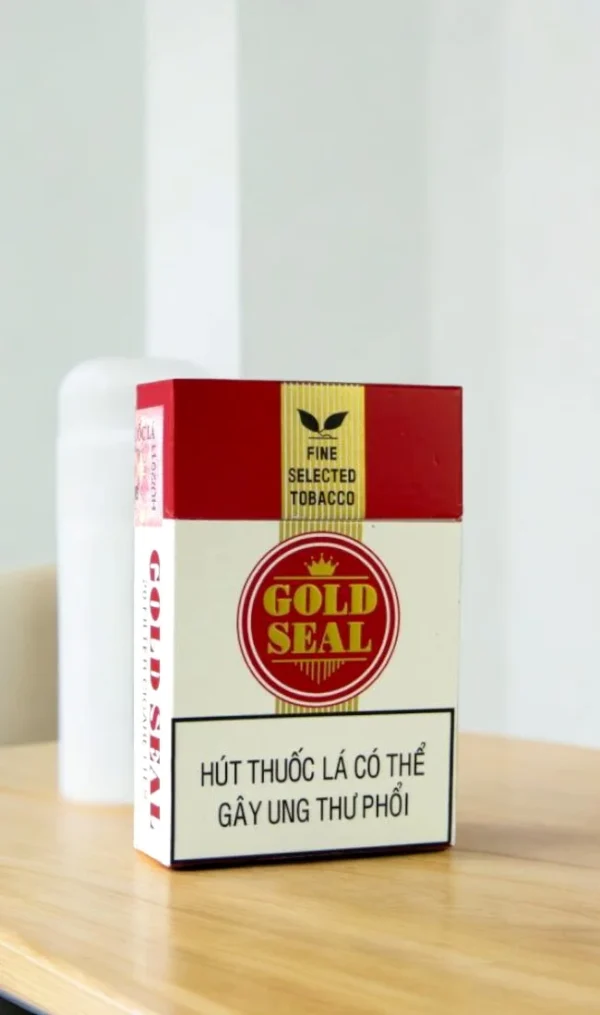 FINE
SELECTED
TOBACCO
GOLD
SEAL
HÚT THUỐC LÁ CÓ THỂ
GÂY UNG THƯ PHỔI
GOLD SEAL